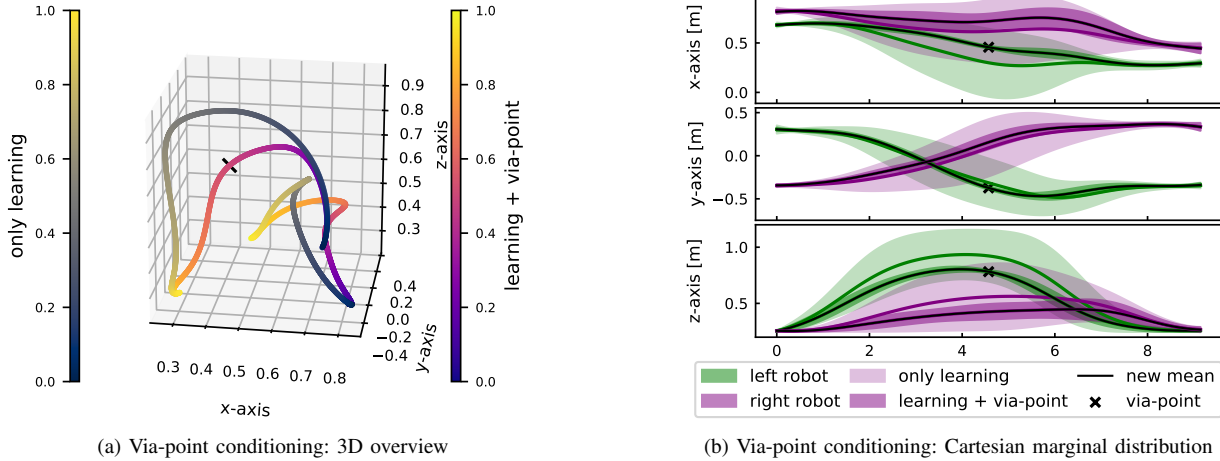 1.0
0.8
0.6
0.4
0.2
0.0
only learning
0.9
0.8
0.7
0.6
0.5
0.4
0.3
z-axis
0.4
0.2
0.0
−0.2
−0.4
y-axis
0.3 0.4 0.5 0.6 0.7 0.8
x-axis
1.0
0.8
0.6
0.4
0.2
0.0
learning + via-point
(a) Via-point conditioning: 3D overview
x-axis [m]
0.5
0.0
y-axis [m]
0.5
0.0
−0.5
z-axis [m]
1.0
0.5
0 2 4 6 8
left robot only learning new mean
right robot learning + via-point via-point
(b) Via-point conditioning: Cartesian marginal distribution